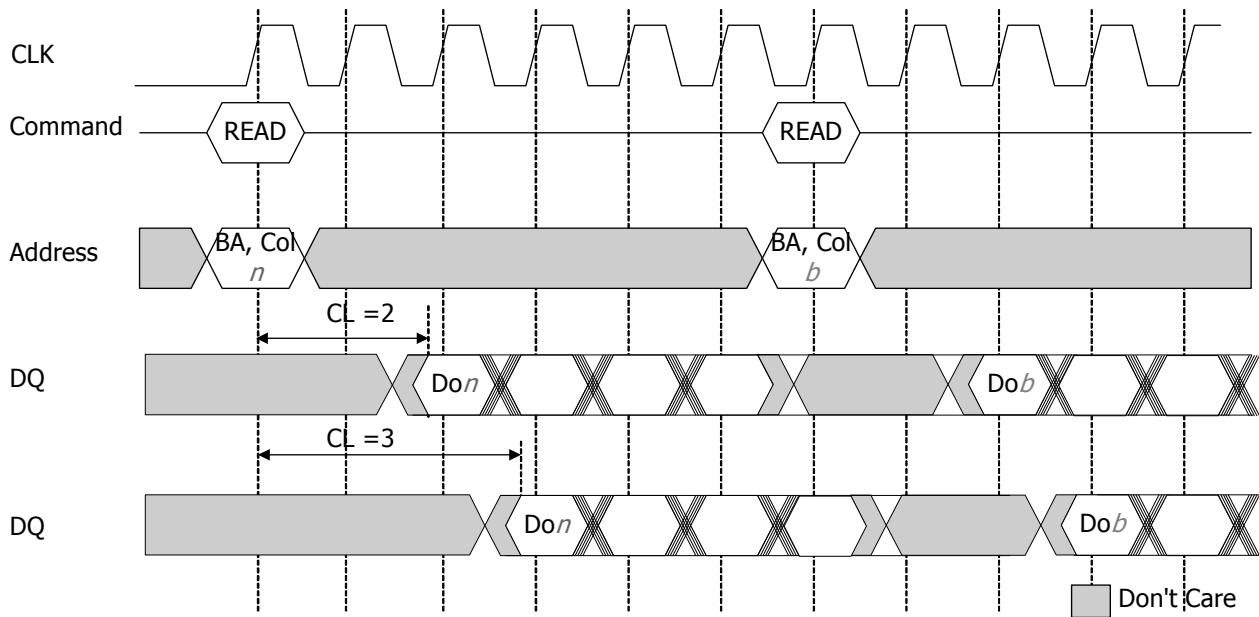 CLK
Command
READ
READ
Address
BA, Col
n
BA, Col
b
CL =2
DQ
Don
Dob
CL =3
DQ
Don
Dob
Don't Care